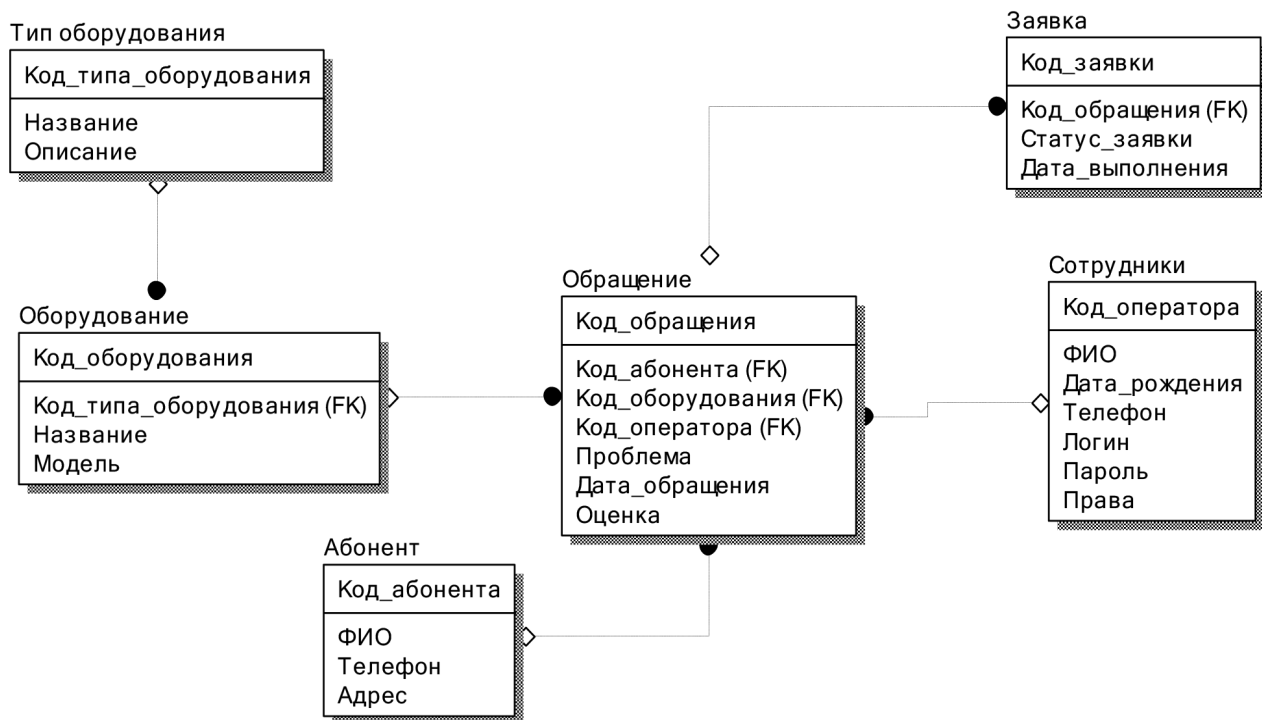 Тип оборудования
Код_типа_оборудования
Название
Описание
Заявка
Код_заявки
Код_обращения (FK)
Статус_заявки
Дата_выполнения
Оборудование
Код_оборудования
Код_типа_оборудования (FK)
Название
Модель
Обращение
Код_обращения
Код_абонента (FK)
Код_оборудования (FK)
Код_оператора (FK)
Проблема
Дата_обращения
Оценка
Сотрудники
Код_оператора
ФИО
Дата_рождения
Телефон
Логин
Пароль
Права
Абонент
Код_абонента
ФИО
Телефон
Адрес